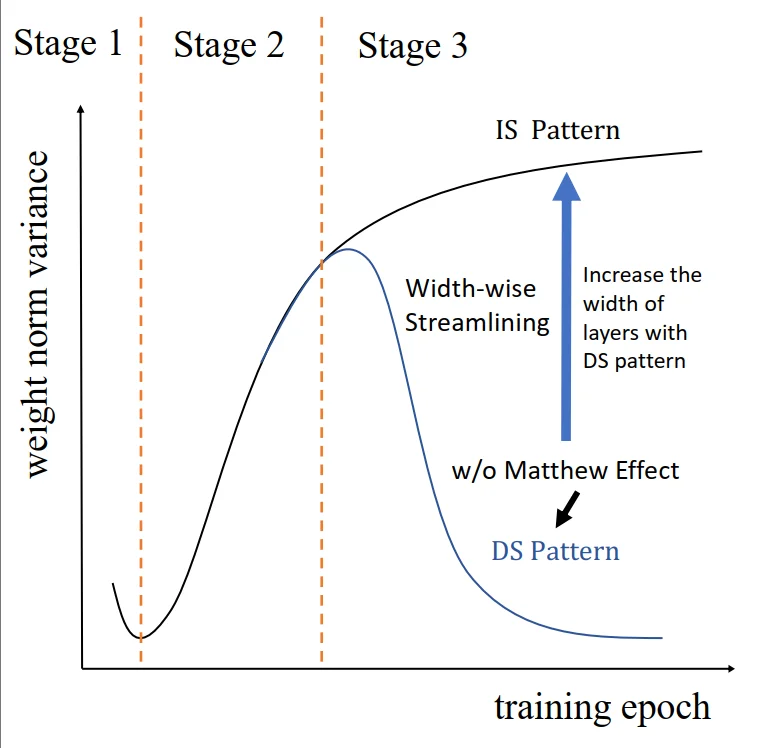 Stage 1
Stage 2
Stage 3
IS Pattern
weight norm variance
Width-wise
Streamlining
Increase the
width of
layers with
DS pattern
w/o Matthew Effect
DS Pattern
training epoch